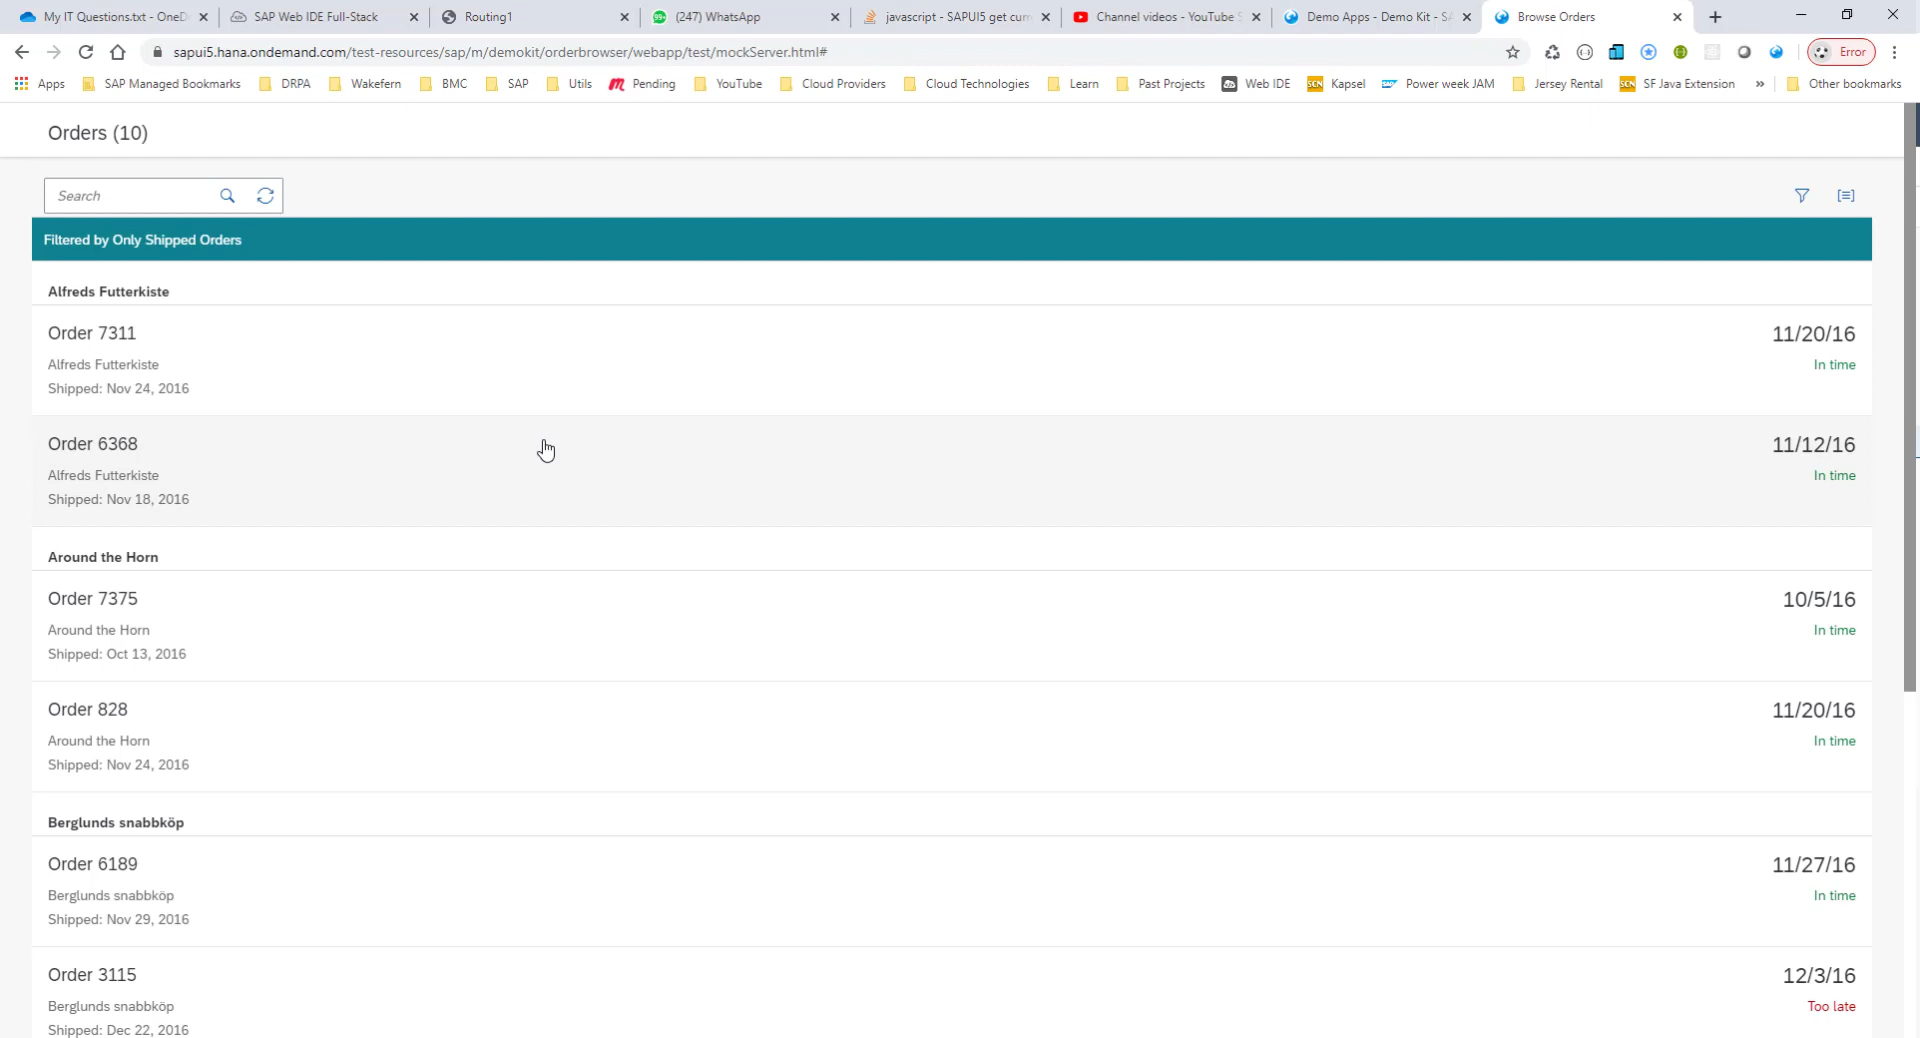 My IT Questions.txt - OneD
SAP Web IDE Full-Stack
Routing1
99+ (247) WhatsApp
javascript - SAPUI5 get curr
Channel videos - YouTube S
Demo Apps - Demo Kit - SA
Browse Orders
sapui5.hana.ondemand.com/test-resources/sap/m/demokit/orderbrowser/webapp/test/mockServer.html#
Error
Apps
SAP Managed Bookmarks
DRPA
Wakefern
BMC
SAP
Utils
Pending
YouTube
Cloud Providers
Cloud Technologies
Learn
Past Projects
Web IDE
SCN Kapsel
SAP Power week JAM
Jersey Rental
SCN SF Java Extension
»
Other bookmarks
Orders (10)
Search
Filtered by Only Shipped Orders
Alfreds Futterkiste
Order 7311
11/20/16
Alfreds Futterkiste
In time
Shipped: Nov 24, 2016
Order 6368
11/12/16
Alfreds Futterkiste
In time
Shipped: Nov 18, 2016
Around the Horn
Order 7375
10/5/16
Around the Horn
In time
Shipped: Oct 13, 2016
Order 828
11/20/16
Around the Horn
In time
Shipped: Nov 24, 2016
Berglunds snabbköp
Order 6189
11/27/16
Berglunds snabbköp
In time
Shipped: Nov 29, 2016
Order 3115
12/3/16
Berglunds snabbköp
Too late
Shipped: Dec 22, 2016